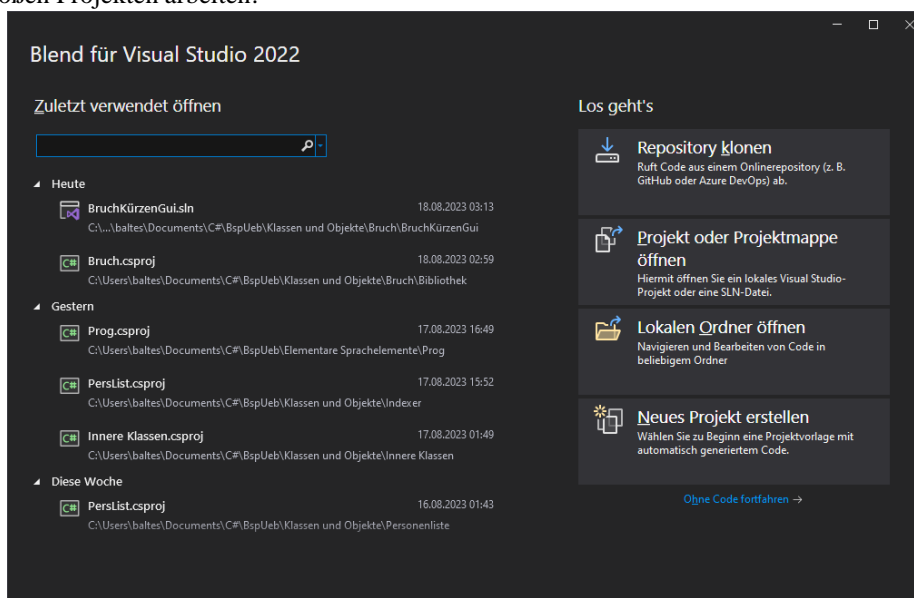 oßen Projekten arbeiten.
Blend für Visual Studio 2022
Zuletzt verwendet öffnen
Heute
BruchKürzenGui.sln 18.08.2023 03:13
C:\...\baltes\Documents\C#\BspUeb\Klassen und Objekte\Bruch\BruchKürzenGui
Bruch.csproj 18.08.2023 02:59
C:\Users\baltes\Documents\C#\BspUeb\Klassen und Objekte\Bruch\Bibliothek
Gestern
C# Prog.csproj 17.08.2023 16:49
C:\Users\baltes\Documents\C#\BspUeb\Elementare Sprachelemente\Prog
C# PersList.csproj 17.08.2023 15:52
C:\Users\baltes\Documents\C#\BspUeb\Klassen und Objekte\Indexer
C# Innere Klassen.csproj 17.08.2023 01:49
C:\Users\baltes\Documents\C#\BspUeb\Klassen und Objekte\Innere Klassen
Diese Woche
C# PersList.csproj 16.08.2023 01:43
C:\Users\baltes\Documents\C#\BspUeb\Klassen und Objekte\Personenliste
Los geht's
Repository klonen
Ruft Code aus einem Onlinerepository (z. B.
GitHub oder Azure DevOps) ab.
Projekt oder Projektmappe
öffnen
Hiermit öffnen Sie ein lokales Visual Studio-
Projekt oder eine SLN-Datei.
Lokalen Ordner öffnen
Navigieren und Bearbeiten von Code in
beliebigem Ordner
Neues Projekt erstellen
Wählen Sie zu Beginn eine Projektvorlage mit
automatisch generiertem Code.
Ohne Code fortfahren →